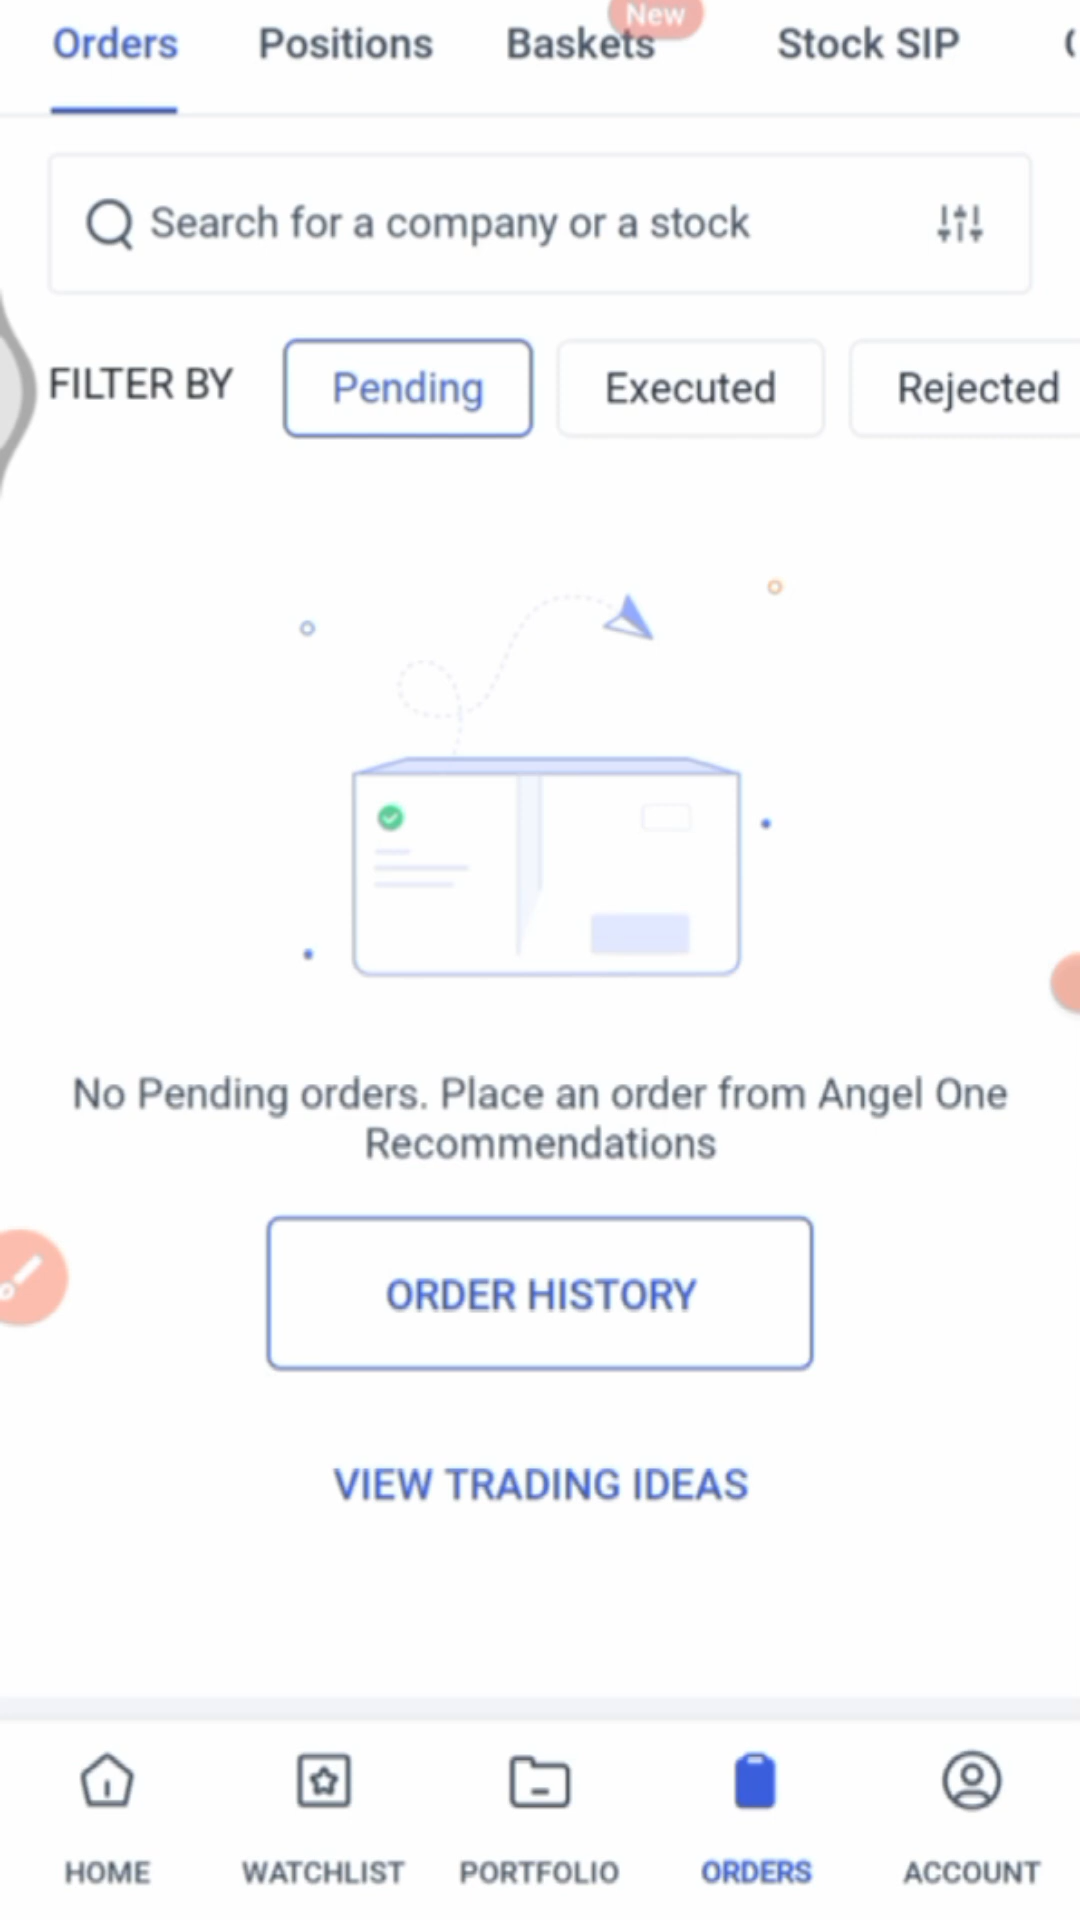 New
Orders Positions Baskets Stock SIP
Search for a company or a stock
FILTER BY Pending Executed Rejected
No Pending orders. Place an order from Angel One
Recommendations
ORDER HISTORY
VIEW TRADING IDEAS
HOME WATCHLIST PORTFOLIO ORDERS ACCOUNT